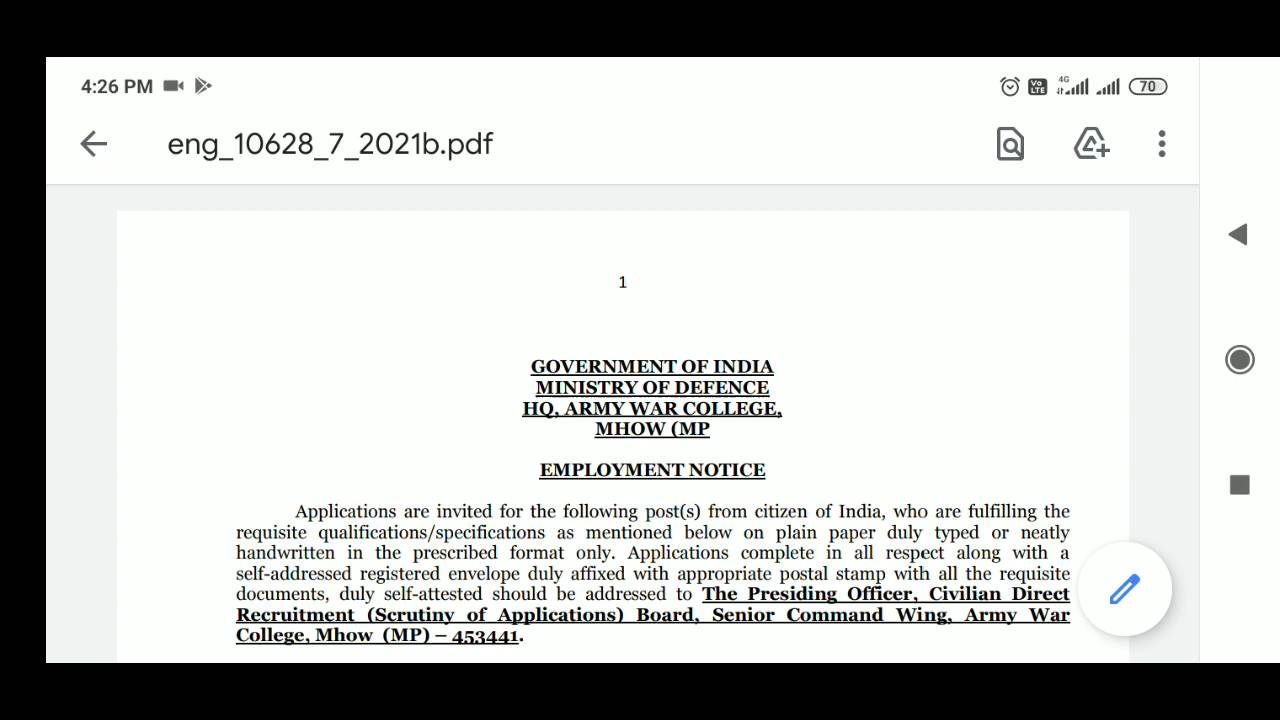 4:26 PM
Vo LTE 4G 70
eng_10628_7_2021b.pdf
1
GOVERNMENT OF INDIA
MINISTRY OF DEFENCE
HQ, ARMY WAR COLLEGE,
MHOW (MP
EMPLOYMENT NOTICE
Applications are invited for the following post(s) from citizen of India, who are fulfilling the
requisite qualifications/specifications as mentioned below on plain paper duly typed or neatly
handwritten in the prescribed format only. Applications complete in all respect along with a
self-addressed registered envelope duly affixed with appropriate postal stamp with all the requisite
documents, duly self-attested should be addressed to The Presiding Officer, Civilian Direct
Recruitment (Scrutiny of Applications) Board, Senior Command Wing, Army War
College, Mhow (MP) – 453441.